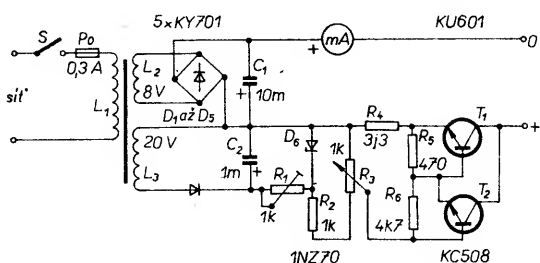 5×KY701
KU601
S
Po
0,3 A
síť
L1
L2
8 V
D1 až D5
C1
10m
mA
0
20 V
L3
C2
1m
R1
1k
D6
R2
1k
1k
R3
R4
3j3
R5
470
R6
4k7
T1
T2
1NZ70
KC508